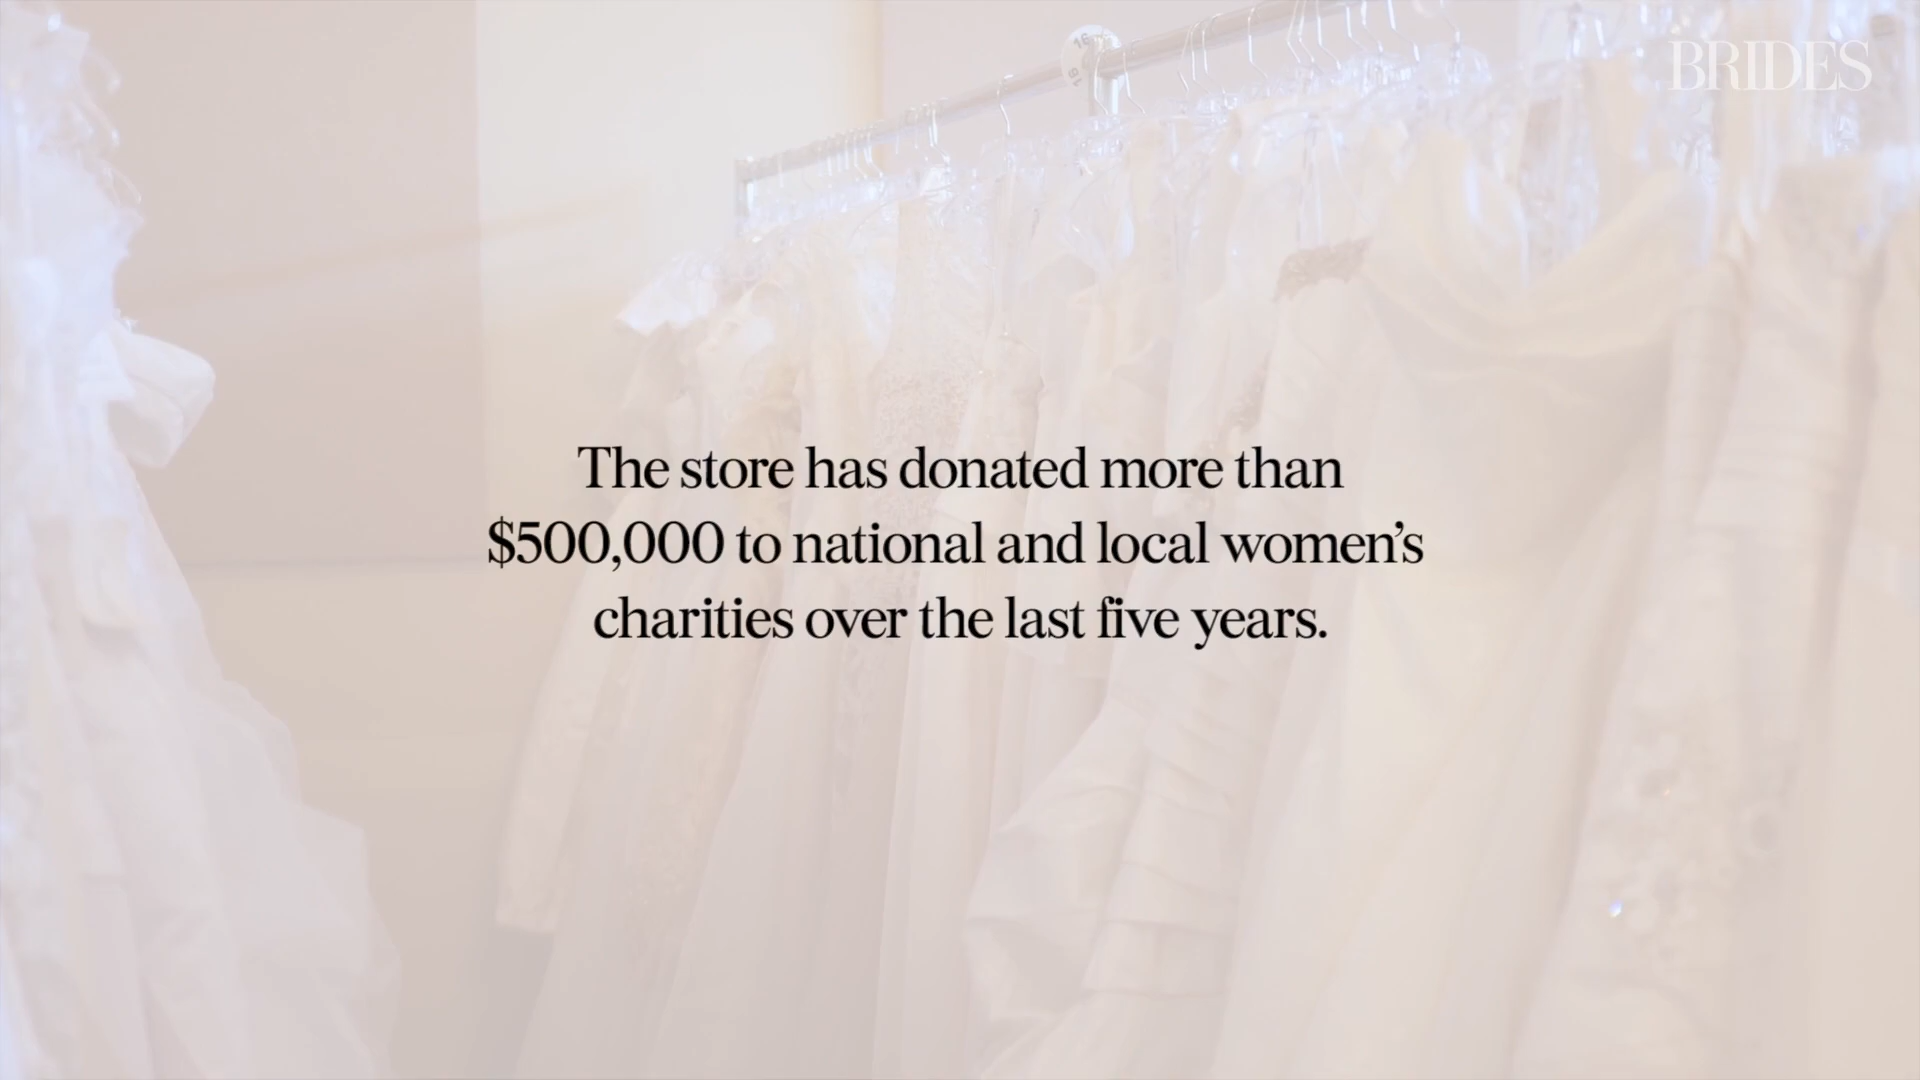 BRIDES
The store has donated more than
$500,000 to national and local women’s
charities over the last five years.